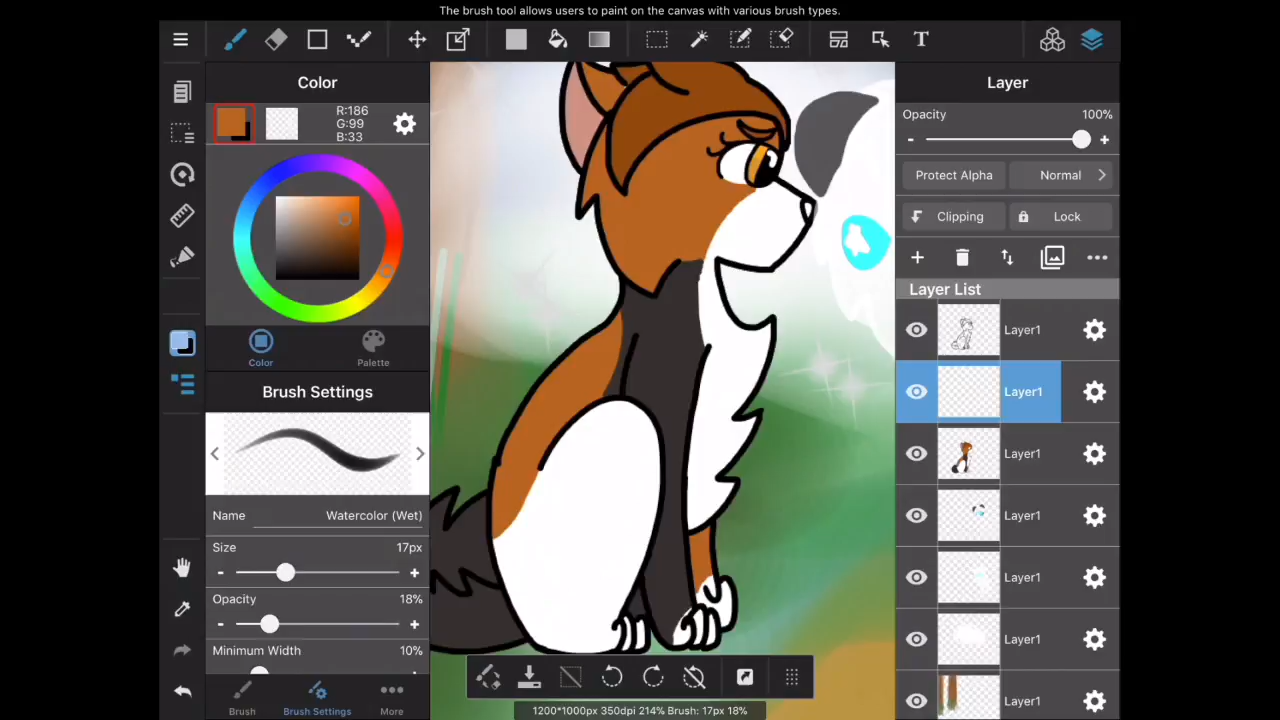 The brush tool allows users to paint on the canvas with various brush types.
T
Color
R:186
G:99
B:33
Color
Palette
Brush Settings
Name
Watercolor (Wet)
Size
17px
-
+
Opacity
18%
-
+
Minimum Width
10%
Brush
Brush Settings
More
1200*1000px 350dpi 214% Brush: 17px 18%
Layer
Opacity
100%
-
+
Protect Alpha
Normal
Clipping
Lock
Layer List
Layer1
Layer1
Layer1
Layer1
Layer1
Layer1
Layer1